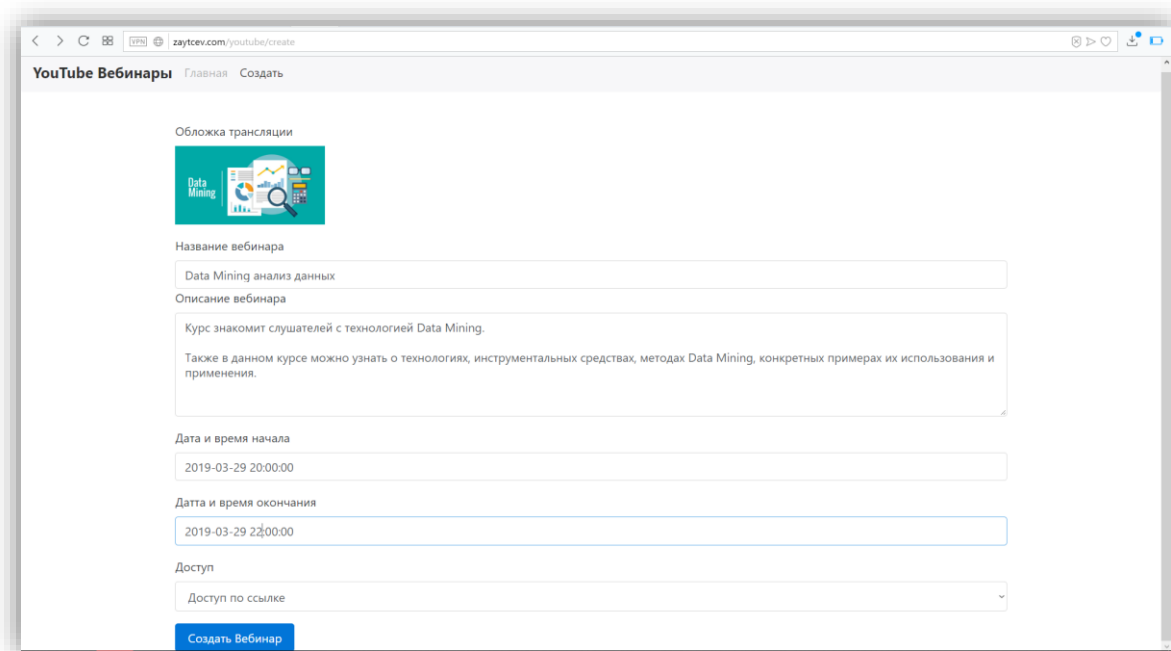 VPN zaytcev.com/youtube/create
YouTube Вебинары Главная Создать
Обложка трансляции
Data
Mining
Название вебинара
Data Mining анализ данных
Описание вебинара
Курс знакомит слушателей с технологией Data Mining.
Также в данном курсе можно узнать о технологиях, инструментальных средствах, методах Data Mining, конкретных примерах их использования и
применения.
Дата и время начала
2019-03-29 20:00:00
Датта и время окончания
2019-03-29 22:00:00
Доступ
Доступ по ссылке
Создать Вебинар